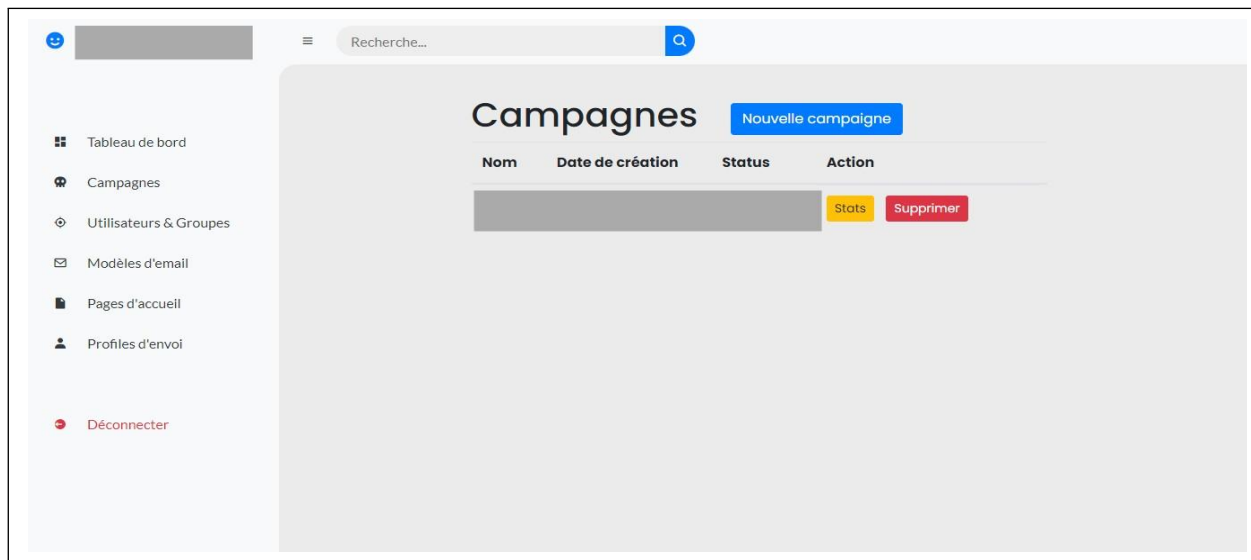 Recherche...
Campagnes
Nouvelle campaigne
Tableau de bord
Campagnes
Utilisateurs & Groupes
Modèles d'email
Pages d'accueil
Profiles d'envoi
Déconnecter
Nom Date de création Status Action
Stats Supprimer